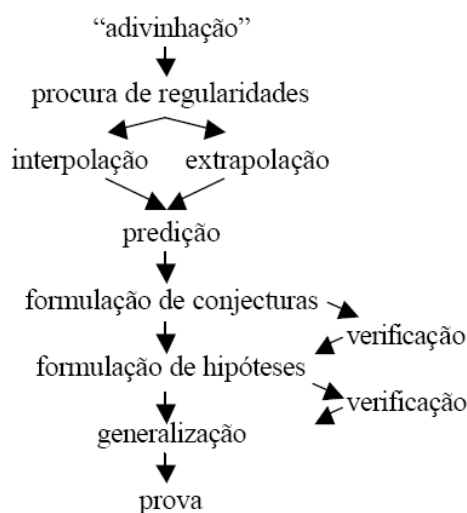 “adivinhação”
procura de regularidades
interpolação extrapolação
predição
formulação de conjecturas
verificação
formulação de hipóteses
verificação
generalização
prova